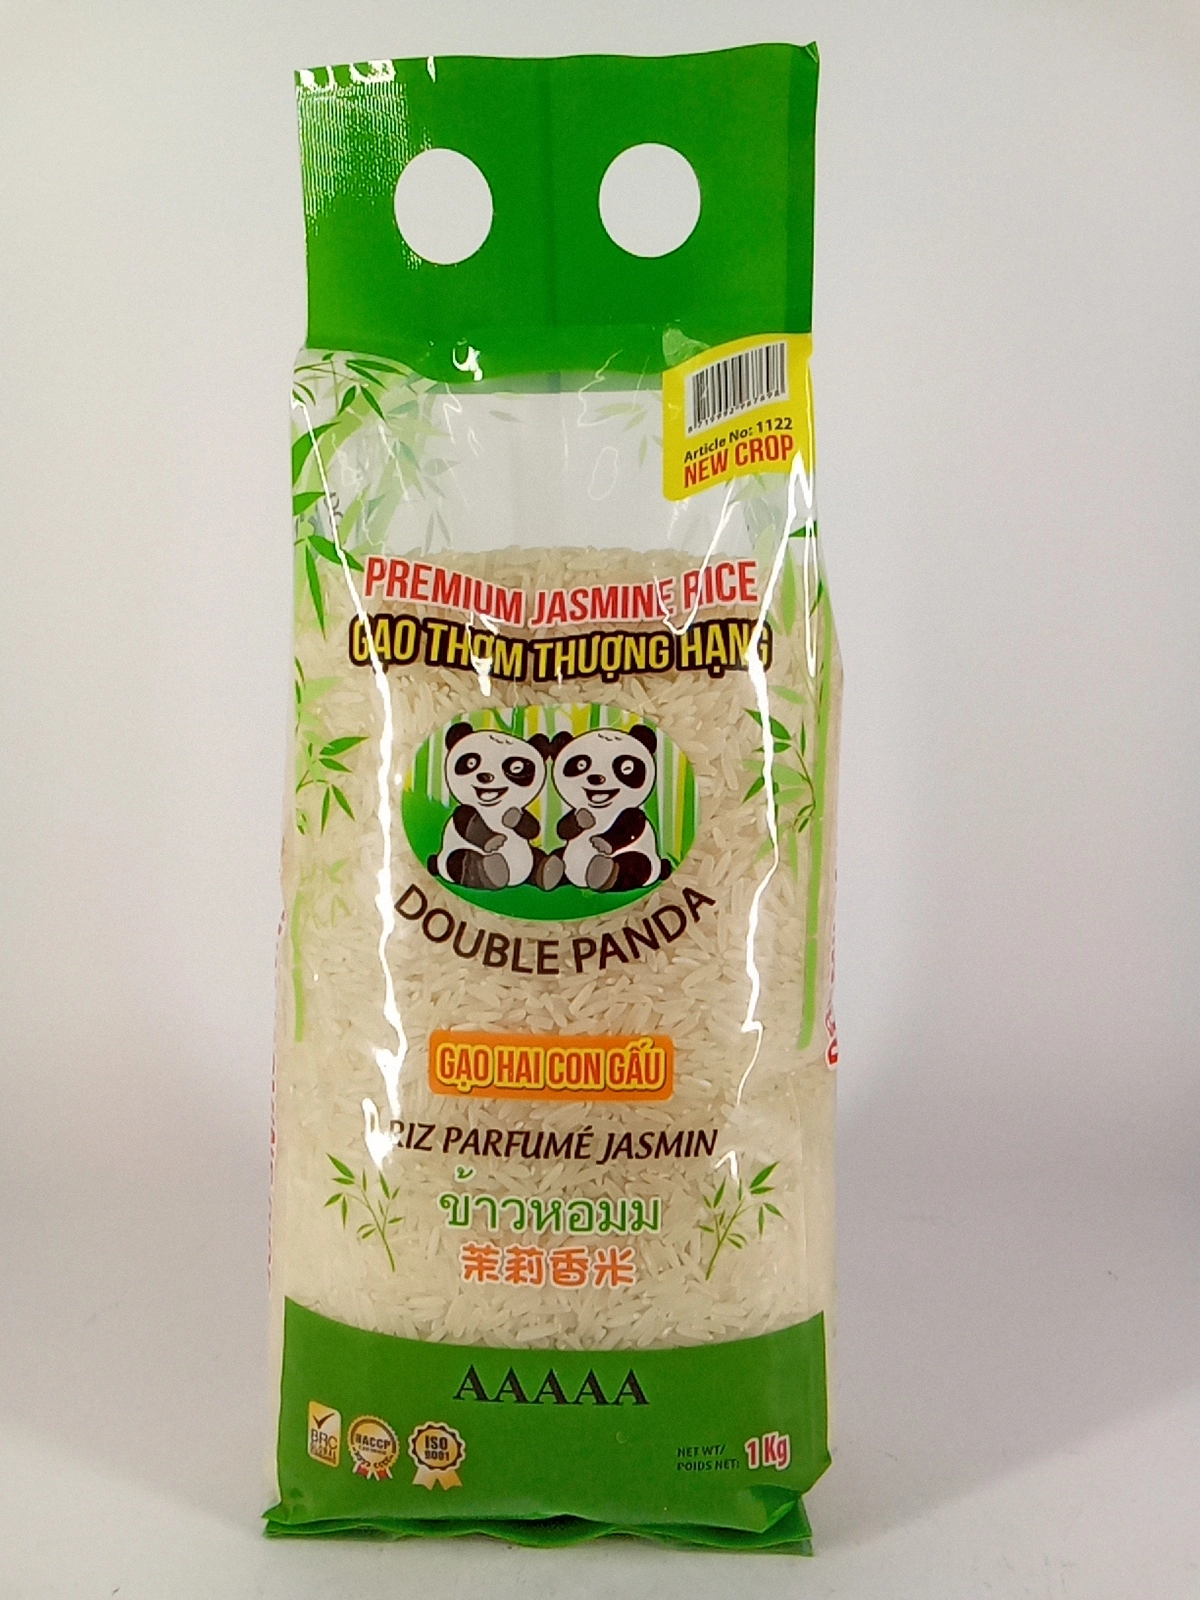 Article No: 1122
NEW CROP
PREMIUM JASMINE RICE
GẠO THƠM THƯỢNG HẠNG
DOUBLE PANDA
GẠO HAI CON GẤU
RIZ PARFUMÉ JASMIN
ข้าวหอมม
茉莉香米
AAAAA
BRC
GLOBAL
HACCP
ISO
9001
NET WT/
POIDS NET: 1 Kg